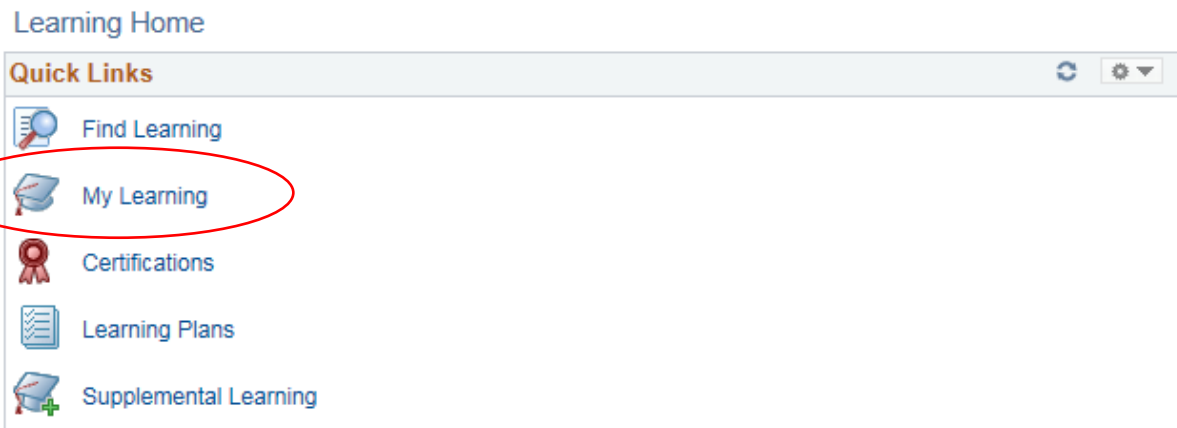 Learning Home
Quick Links
Find Learning
My Learning
Certifications
Learning Plans
Supplemental Learning